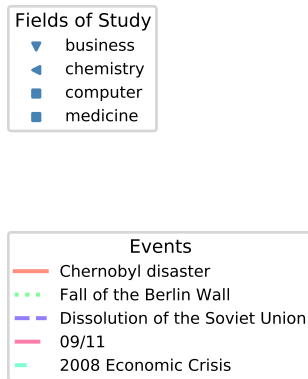 Fields of Study
business
chemistry
computer
medicine
Events
Chernobyl disaster
Fall of the Berlin Wall
Dissolution of the Soviet Union
09/11
2008 Economic Crisis